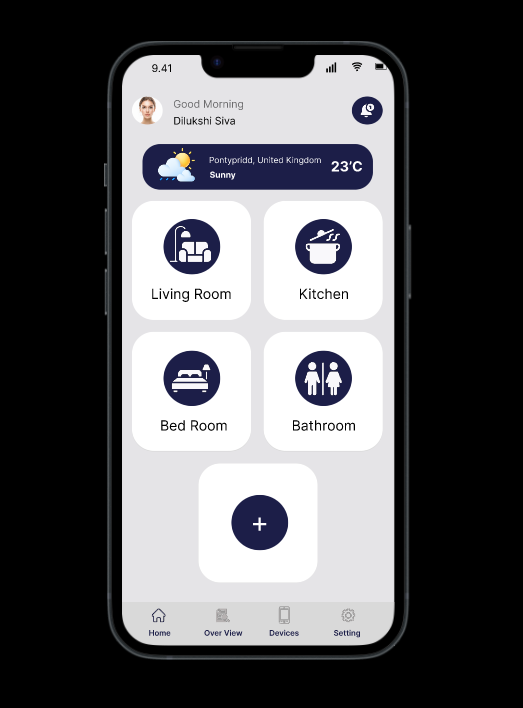 9.41
Good Morning
Dilukshi Siva
Pontypridd, United Kingdom
Sunny
23'C
Living Room
Kitchen
Bed Room
Bathroom
+
Home
Over View
Devices
Setting